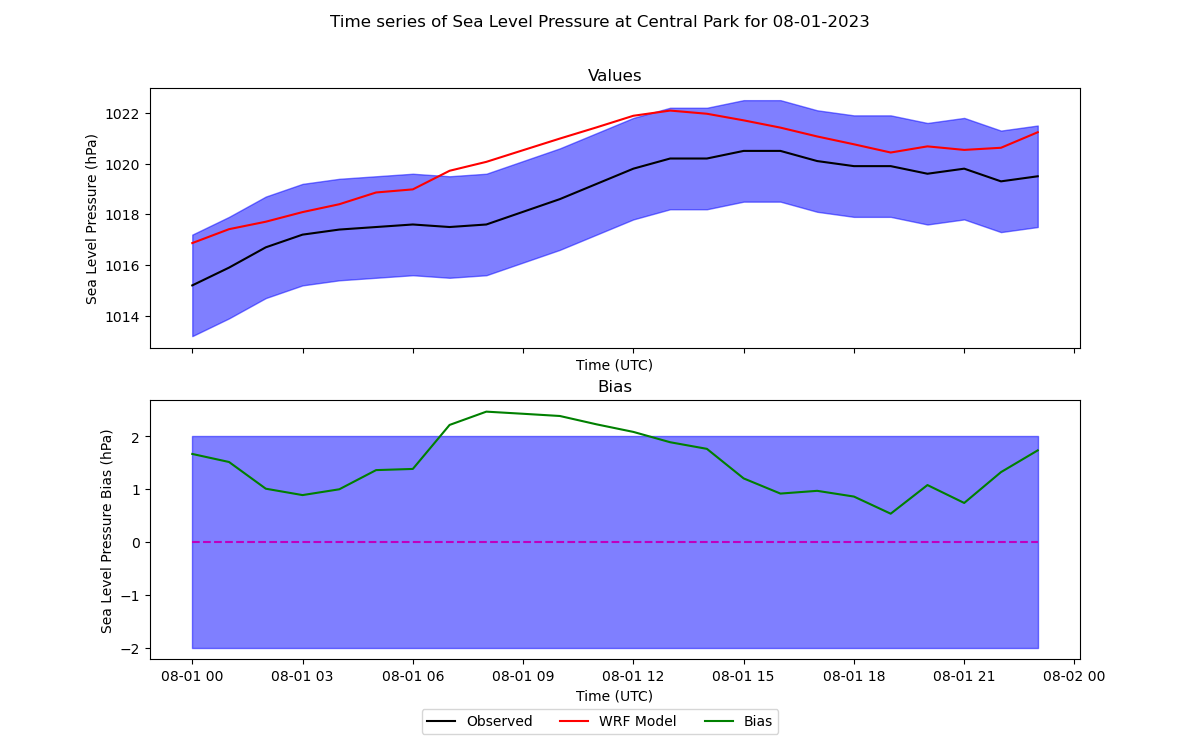 Time series of Sea Level Pressure at Central Park for 08-01-2023
Values
Sea Level Pressure (hPa)
1022
1020
1018
1016
1014
Time (UTC)
Bias
Sea Level Pressure Bias (hPa)
2
1
0
−1
−2
08-01 00 08-01 03 08-01 06 08-01 09 08-01 12 08-01 15 08-01 18 08-01 21 08-02 00
Time (UTC)
Observed WRF Model Bias